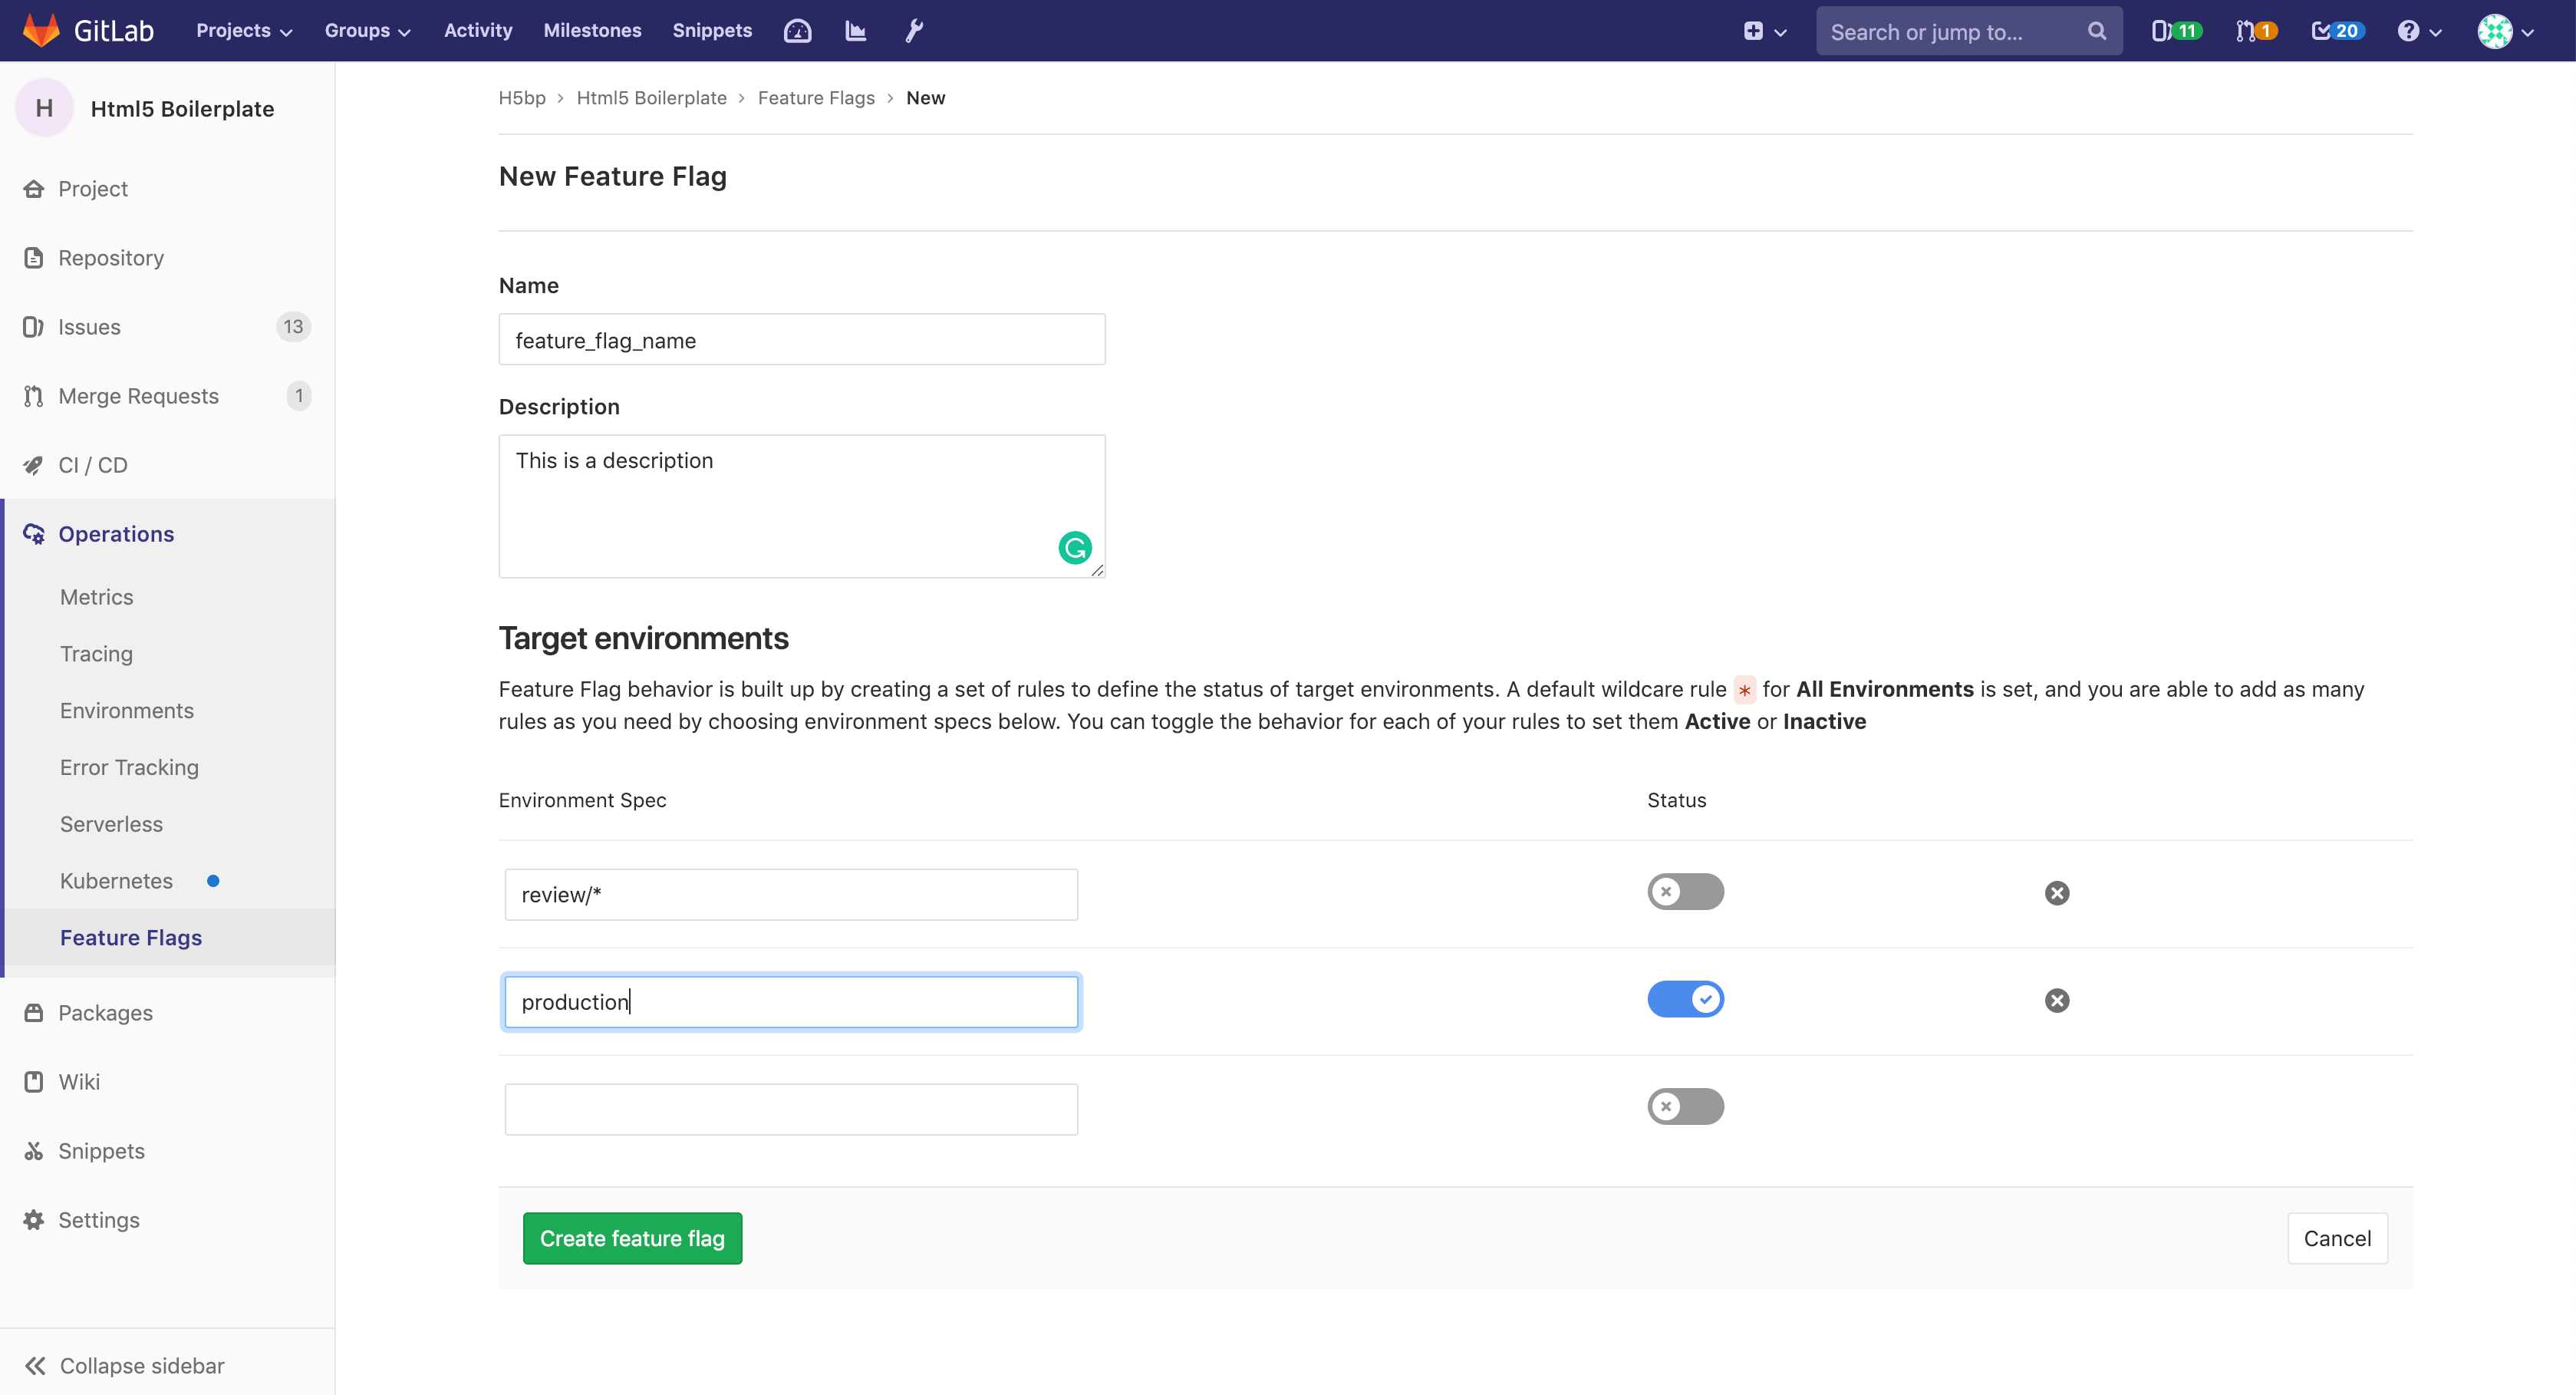 GitLab
Projects
Groups
Activity
Milestones
Snippets
Search or jump to...
11
1
20
H
Html5 Boilerplate
Project
Repository
Issues
13
Merge Requests
1
CI / CD
Operations
Metrics
Tracing
Environments
Error Tracking
Serverless
Kubernetes
Feature Flags
Packages
Wiki
Snippets
Settings
Collapse sidebar
H5bp > Html5 Boilerplate > Feature Flags > New
New Feature Flag
Name
feature_flag_name
Description
This is a description
Target environments
Feature Flag behavior is built up by creating a set of rules to define the status of target environments. A default wildcare rule * for All Environments is set, and you are able to add as many
rules as you need by choosing environment specs below. You can toggle the behavior for each of your rules to set them Active or Inactive
Environment Spec
Status
review/*
production
Create feature flag
Cancel